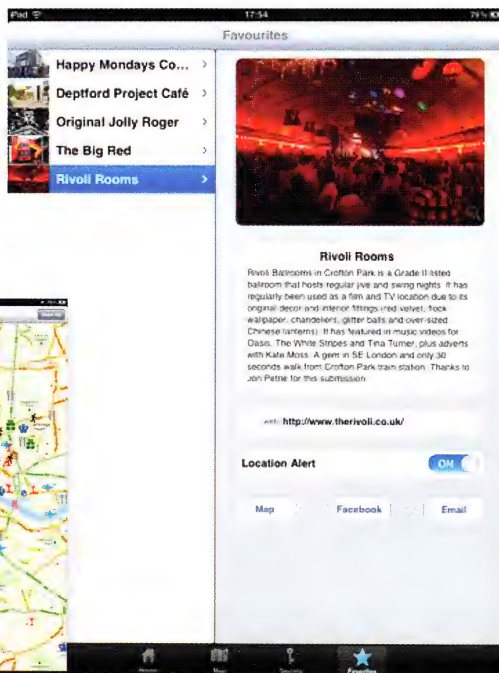 iPad
17:54
Favourites
Happy Mondays Co...
Deptford Project Café
Original Jolly Roger
The Big Red
Rivoli Rooms
Rivoli Rooms
Rivoli Ballrooms in Crofton Park is a Grade II listed
ballroom that hosts regular jive and swing nights. It has
regularly been used as a film and TV location due to its
original decor and interior fittings (red velvet, flock
wallpaper, chandeliers, glitter balls and over-sized
Chinese lanterns). It has featured in music videos for
Oasis, The White Stripes and Tina Turner, plus adverts
with Kate Moss. A gem in SE London and only 30
seconds walk from Crofton Park train station. Thanks to
Jon Petrie for this submission
web http://www.therivoli.co.uk/
Location Alert
ON
Map
Facebook
Email
Home
Map
Favourites